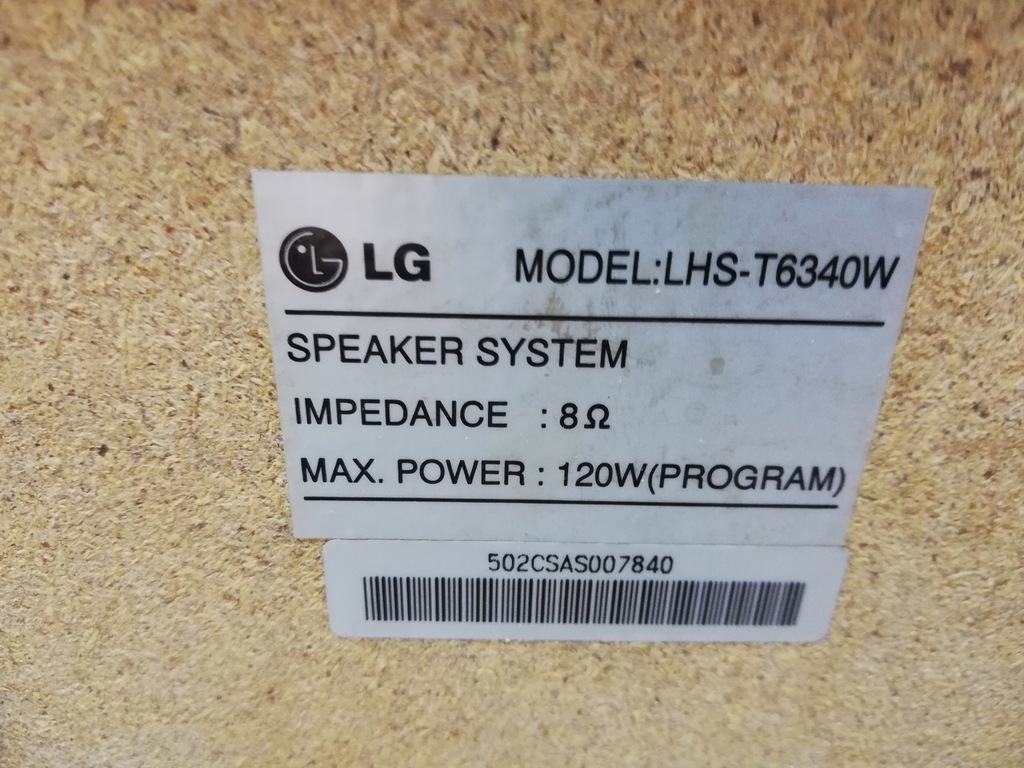 LG MODEL:LHS-T6340W
SPEAKER SYSTEM
IMPEDANCE : 8Ω
MAX. POWER : 120W(PROGRAM)
502CSAS007840